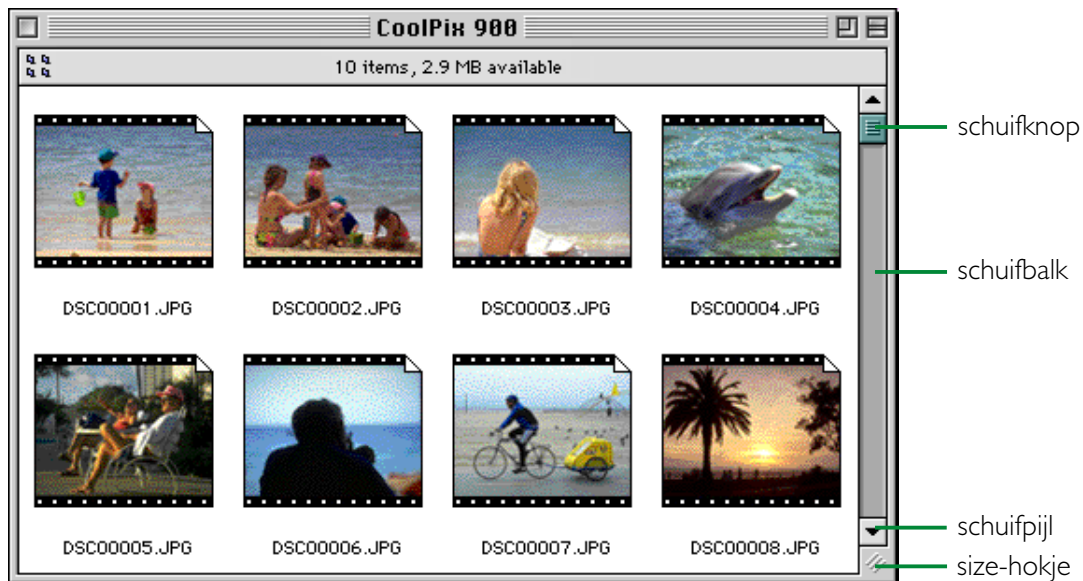 CoolPix 900
10 items, 2.9 MB available
schuifknop
schuifbalk
DSC00001.JPG DSC00002.JPG DSC00003.JPG DSC00004.JPG
DSC00005.JPG DSC00006.JPG DSC00007.JPG DSC00008.JPG
schuifpijl
size-hokje